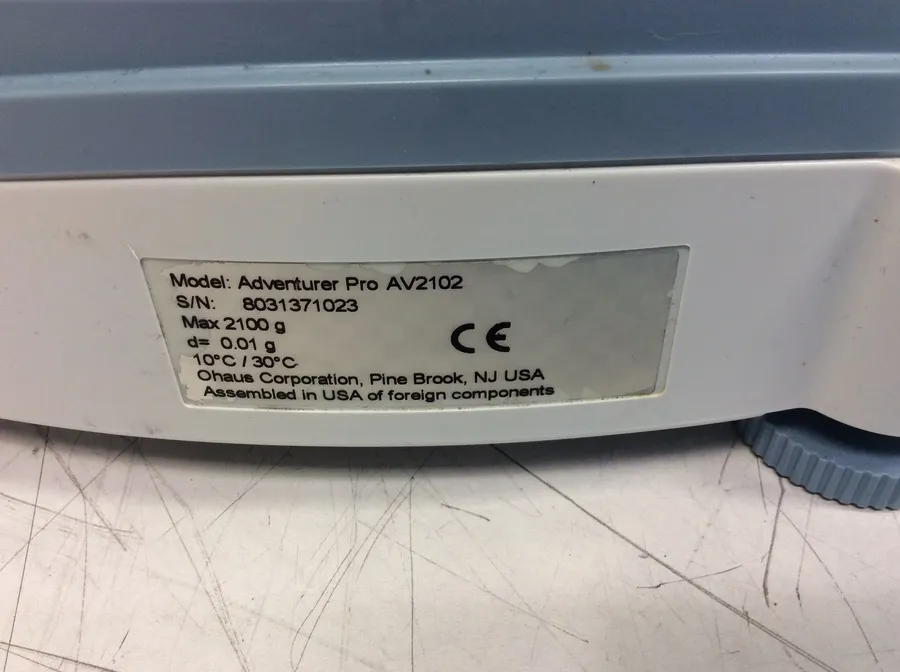 Model: Adventurer Pro AV2102
S/N: 8031371023
Max 2100 g
d= 0.01 g
CE
10°C / 30°C
Ohaus Corporation, Pine Brook, NJ USA
Assembled in USA of foreign components